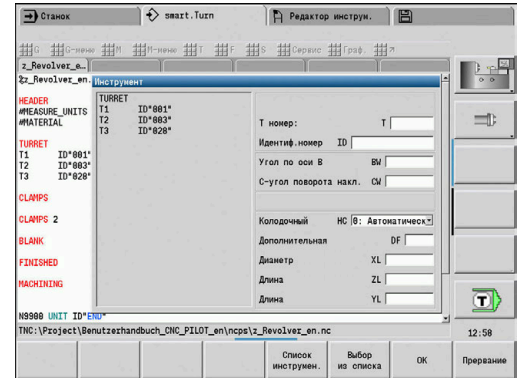 Станок
smart.Turn
Редактор инструм.
G
G-меню
M
M-меню
T
F
S
Сервис
Граф.
z_Revolver_e…
z_Revolver_en.
Инструмент
HEADER
#MEASURE_UNITS
#MATERIAL
TURRET
T1 ID"001"
T2 ID"003"
T3 ID"028"
CLAMPS
CLAMPS 2
BLANK
FINISHED
MACHINING
N9900 UNIT ID"END"
TURRET
T1 ID"001"
T2 ID"003"
T3 ID"028"
T номер: T
Идентиф.номер ID
Угол по оси B BW
C-угол поворота накл. CW
Колодочный HC 0: Автоматическ
Дополнительная DF
Диаметр XL
Длина ZL
Длина YL
TNC:\Project\Benutzerhandbuch_CNC_PILOT_en\ncps\z_Revolver_en.nc
12:58
T
Список инструмен.
Выбор из списка
OK
Прерывание